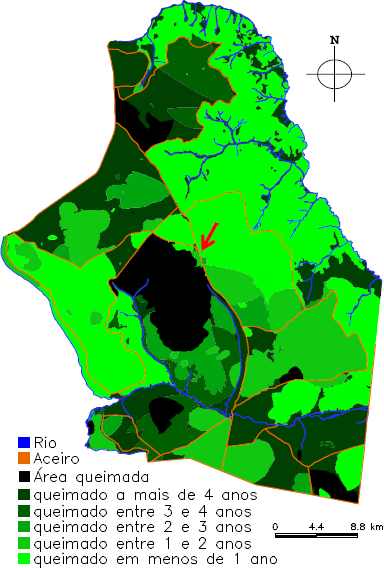 N
Rio
Aceiro
Área queimada
queimado a mais de 4 anos
queimado entre 3 e 4 anos
queimado entre 2 e 3 anos
queimado entre 1 e 2 anos
queimado em menos de 1 ano
0 4.4 8.8 km